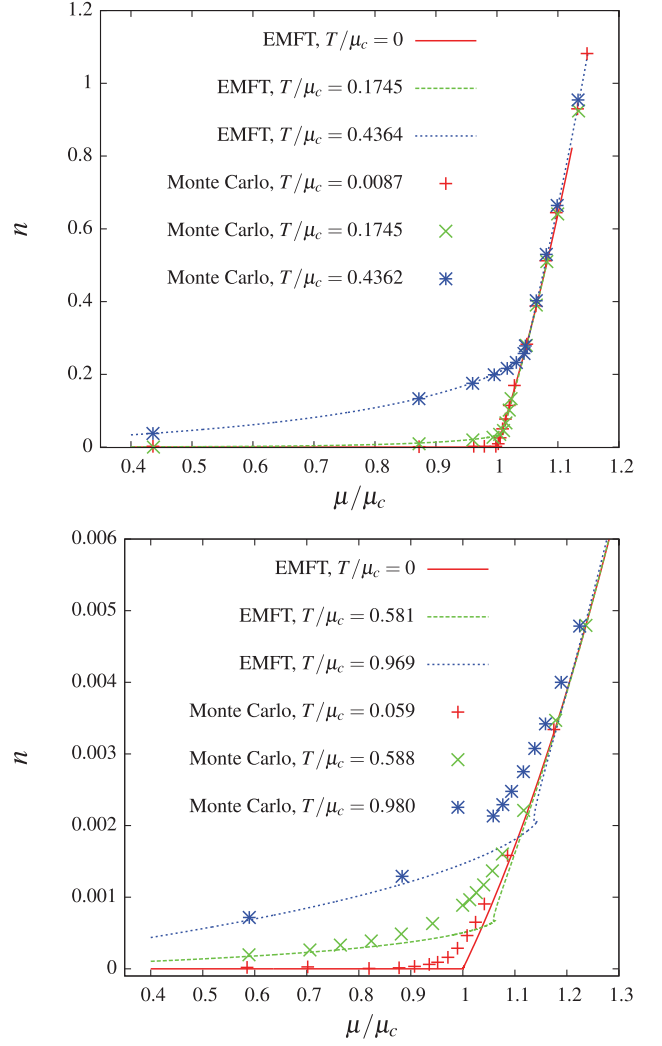 1.2
1
0.8
0.6
0.4
0.2
0
n
EMFT, T/μc = 0
EMFT, T/μc = 0.1745
EMFT, T/μc = 0.4364
Monte Carlo, T/μc = 0.0087
Monte Carlo, T/μc = 0.1745
Monte Carlo, T/μc = 0.4362
0.4 0.5 0.6 0.7 0.8 0.9 1 1.1 1.2
μ/μc
0.006
0.005
0.004
0.003
0.002
0.001
0
n
EMFT, T/μc = 0
EMFT, T/μc = 0.581
EMFT, T/μc = 0.969
Monte Carlo, T/μc = 0.059
Monte Carlo, T/μc = 0.588
Monte Carlo, T/μc = 0.980
0.4 0.5 0.6 0.7 0.8 0.9 1 1.1 1.2 1.3
μ/μc